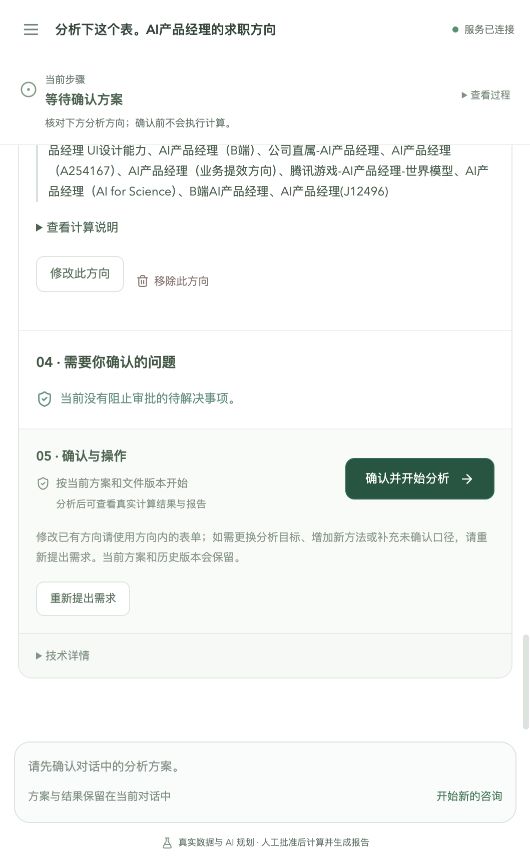 分析下这个表。AI产品经理的求职方向
服务已连接
当前步骤
等待确认方案
核对下方分析方向；确认前不会执行计算。
查看过程
品经理 UI设计能力、AI产品经理（B端）、公司直属-AI产品经理、AI产品经理
（A254167）、AI产品经理（业务提效方向）、腾讯游戏-AI产品经理-世界模型、AI产
品经理（AI for Science）、B端AI产品经理、AI产品经理(J12496)
查看计算说明
修改此方向
移除此方向
04 · 需要你确认的问题
当前没有阻止审批的待解决事项。
05 · 确认与操作
按当前方案和文件版本开始
分析后可查看真实计算结果与报告
确认并开始分析 →
修改已有方向请使用方向内的表单；如需更换分析目标、增加新方法或补充未确认口径，请重
新提出需求。当前方案和历史版本会保留。
重新提出需求
技术详情
请先确认对话中的分析方案。
方案与结果保留在当前对话中
开始新的咨询
真实数据与 AI 规划 · 人工批准后计算并生成报告